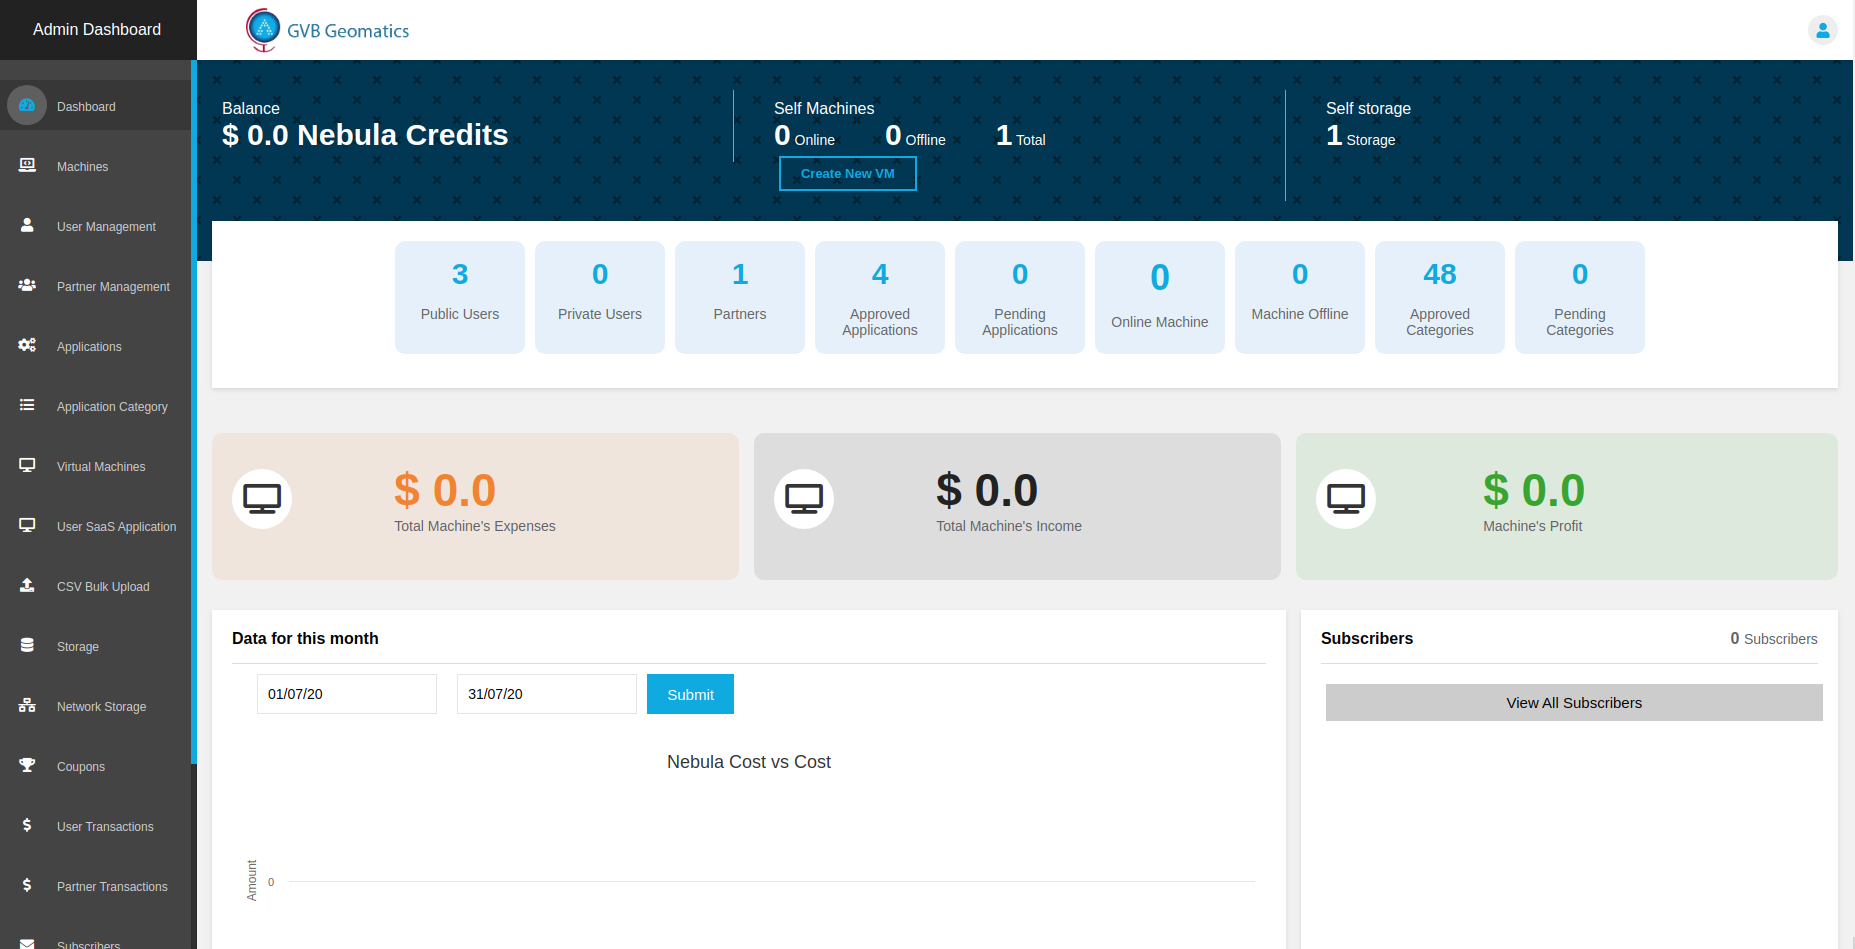 Admin Dashboard
GVB Geomatics
Dashboard
Machines
User Management
Partner Management
Applications
Application Category
Virtual Machines
User SaaS Application
CSV Bulk Upload
Storage
Network Storage
Coupons
User Transactions
Partner Transactions
Subscribers
Balance
$ 0.0 Nebula Credits
Self Machines
0 Online 0 Offline 1 Total
Create New VM
Self storage
1 Storage
3
Public Users
0
Private Users
1
Partners
4
Approved
Applications
0
Pending
Applications
0
Online Machine
0
Machine Offline
48
Approved
Categories
0
Pending
Categories
$ 0.0
Total Machine's Expenses
$ 0.0
Total Machine's Income
$ 0.0
Machine's Profit
Data for this month
01/07/20 31/07/20 Submit
Nebula Cost vs Cost
Amount
0
Subscribers 0 Subscribers
View All Subscribers